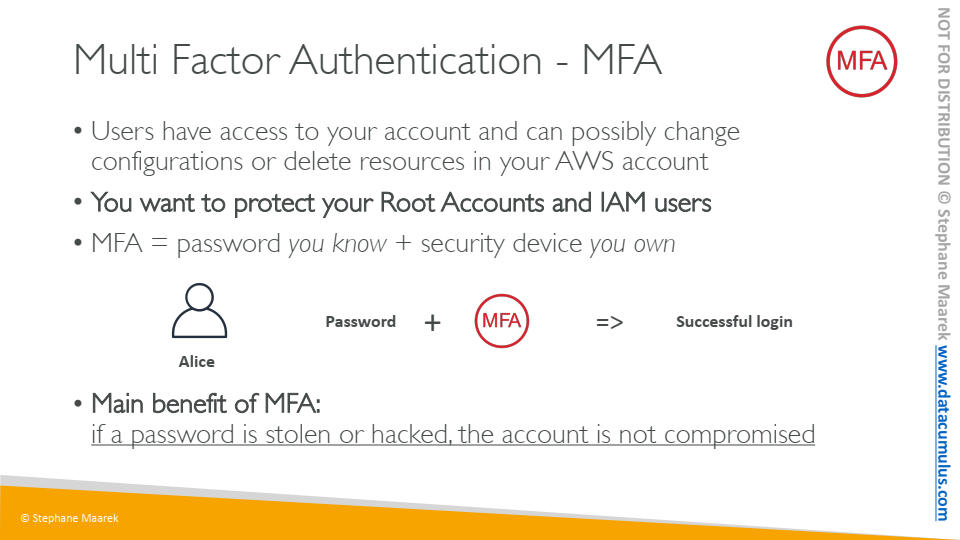 Multi Factor Authentication - MFA
MFA
• Users have access to your account and can possibly change
configurations or delete resources in your AWS account
• You want to protect your Root Accounts and IAM users
• MFA = password you know + security device you own
Password + MFA => Successful login
Alice
• Main benefit of MFA:
if a password is stolen or hacked, the account is not compromised
© Stephane Maarek
NOT FOR DISTRIBUTION © Stephane Maarek www.datacumulus.com